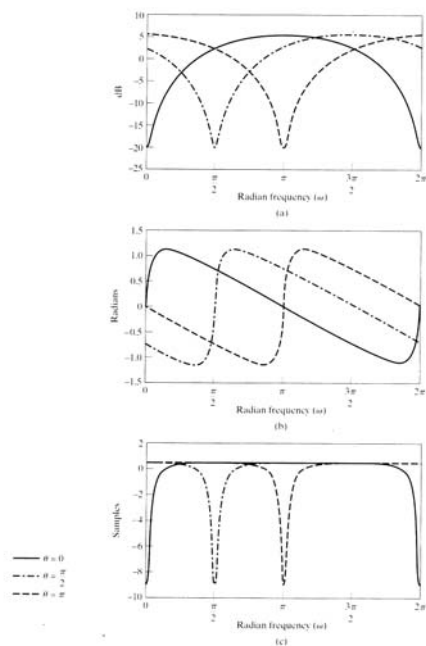 10
5
0
−5
−10
−15
−20
−25
dB
0
π/2
π
3π/2
2π
Radian frequency (ω)
(a)
1.5
1.0
0.5
0
−0.5
−1.0
−1.5
Radians
0
π/2
π
3π/2
2π
Radian frequency (ω)
(b)
2
0
−2
−4
−6
−8
−10
Samples
0
π/2
π
3π/2
2π
Radian frequency (ω)
(c)
θ = 0
θ = π/2
θ = π